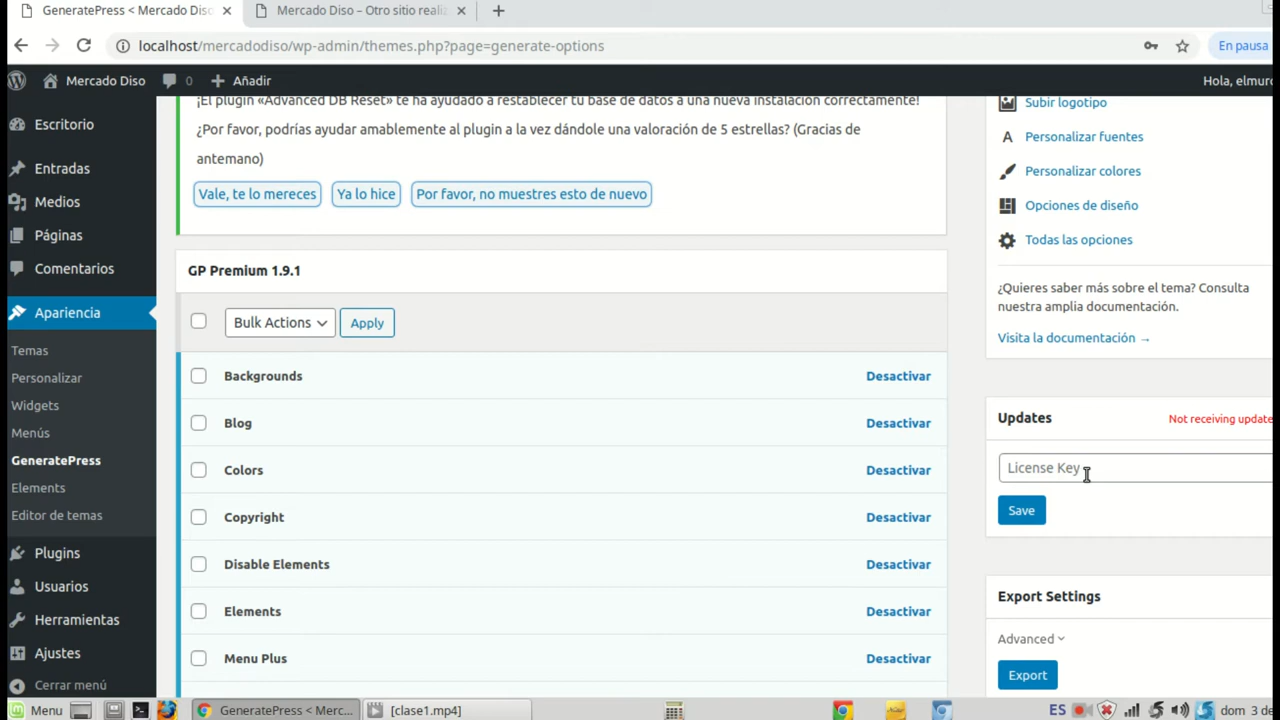 GeneratePress < Mercado Diso
Mercado Diso – Otro sitio reali
localhost/mercadodiso/wp-admin/themes.php?page=generate-options
En pausa
Mercado Diso
0
Añadir
Hola, elmurc
Escritorio
Entradas
Medios
Páginas
Comentarios
Apariencia
Temas
Personalizar
Widgets
Menús
GeneratePress
Elements
Editor de temas
Plugins
Usuarios
Herramientas
Ajustes
Cerrar menú
¡El plugin «Advanced DB Reset» te ha ayudado a restablecer tu base de datos a una nueva instalación correctamente!
¿Por favor, podrías ayudar amablemente al plugin a la vez dándole una valoración de 5 estrellas? (Gracias de
antemano)
Vale, te lo mereces
Ya lo hice
Por favor, no muestres esto de nuevo
GP Premium 1.9.1
Bulk Actions
Apply
Backgrounds
Desactivar
Blog
Desactivar
Colors
Desactivar
Copyright
Desactivar
Disable Elements
Desactivar
Elements
Desactivar
Menu Plus
Desactivar
Subir logotipo
A
Personalizar fuentes
Personalizar colores
Opciones de diseño
Todas las opciones
¿Quieres saber más sobre el tema? Consulta
nuestra amplia documentación.
Visita la documentación →
Updates
Not receiving update
License Key
Save
Export Settings
Advanced
Export
Menu
GeneratePress < Merc...
[clase1.mp4]
ES
dom 3 de